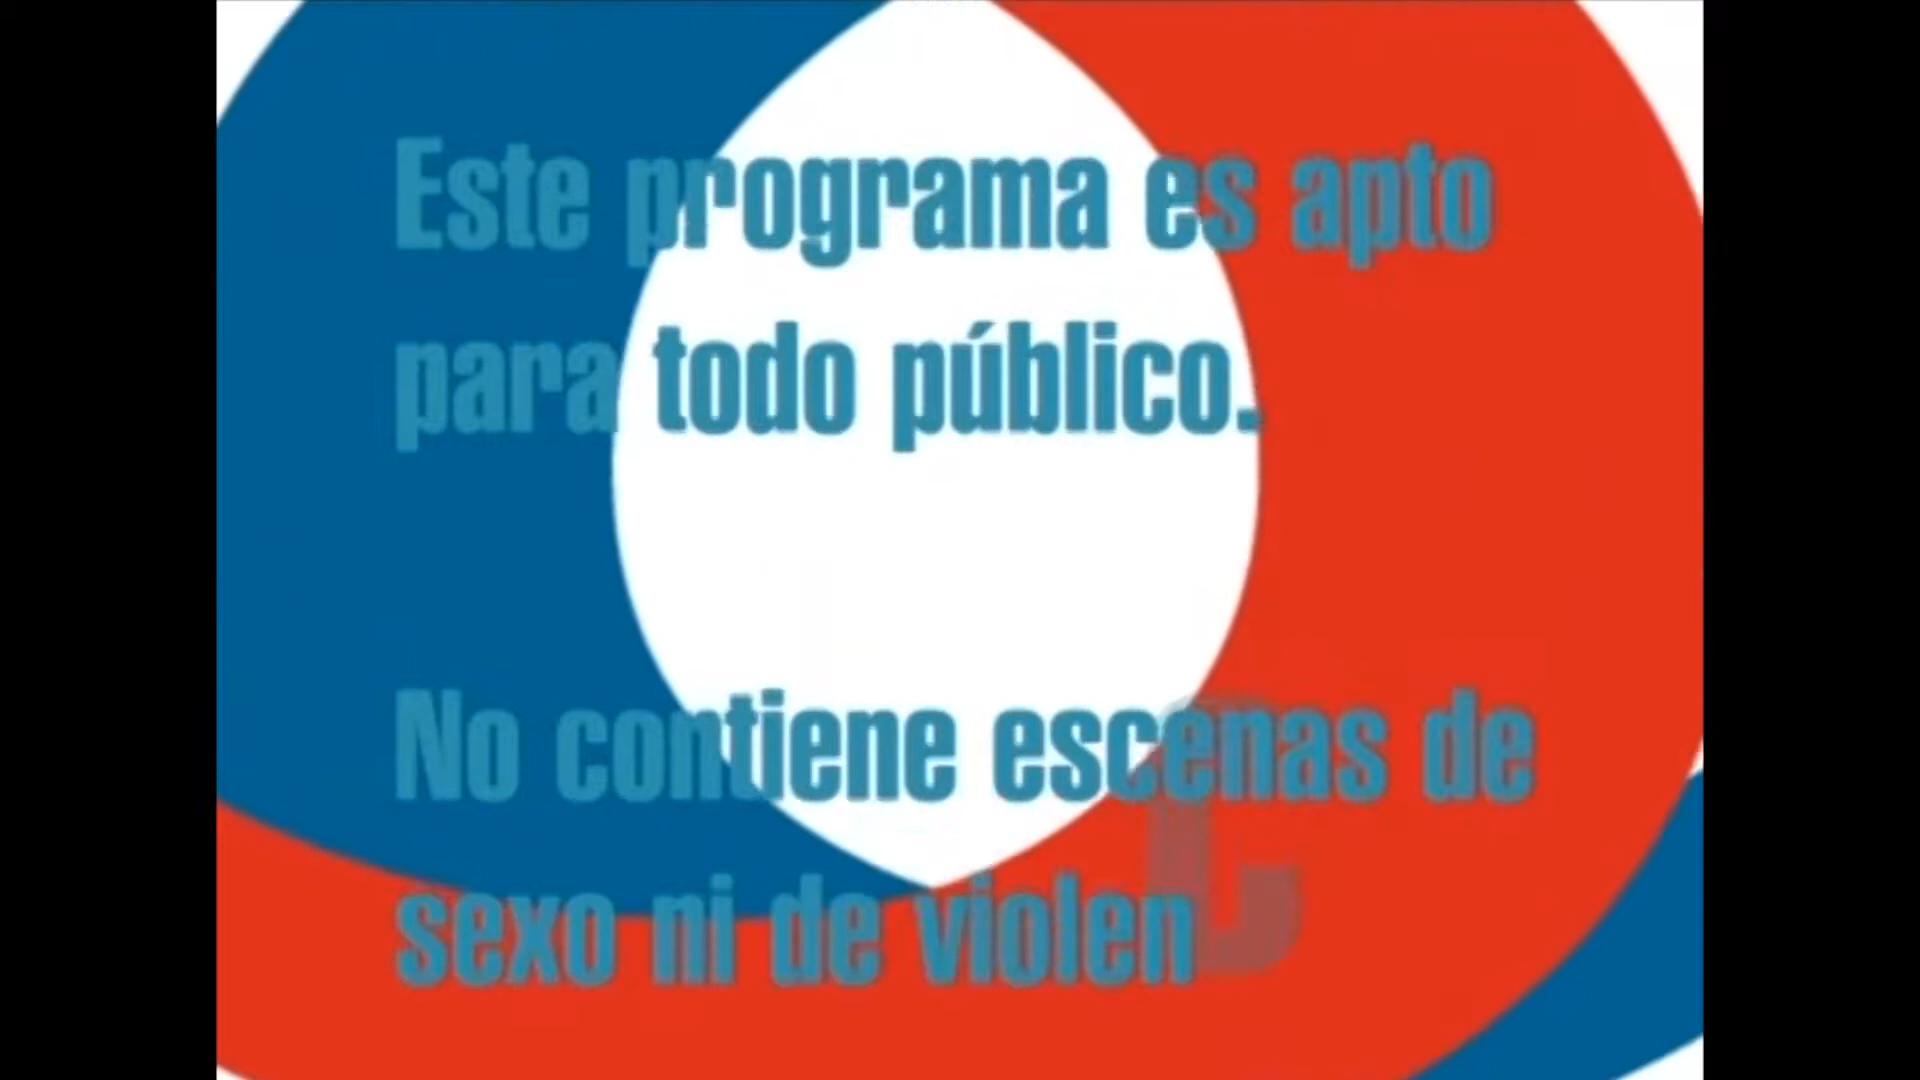 Este programa es apto
para todo público.
No contiene escenas de
sexo ni de violen